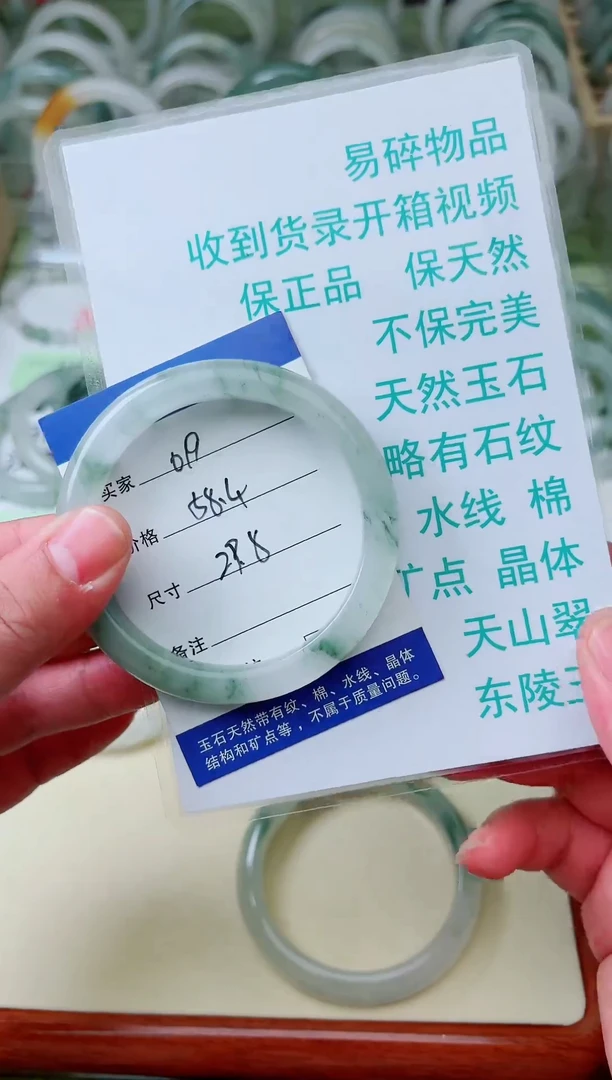 易碎物品
收到货录开箱视频
保正品 保天然
不保完美
天然玉石
略有石纹
水线 棉
矿点 晶体
天山翠
东陵玉
买家
价格 58.4
尺寸
备注
玉石天然带有纹、棉、水线、晶体
结构和矿点等，不属于质量问题。